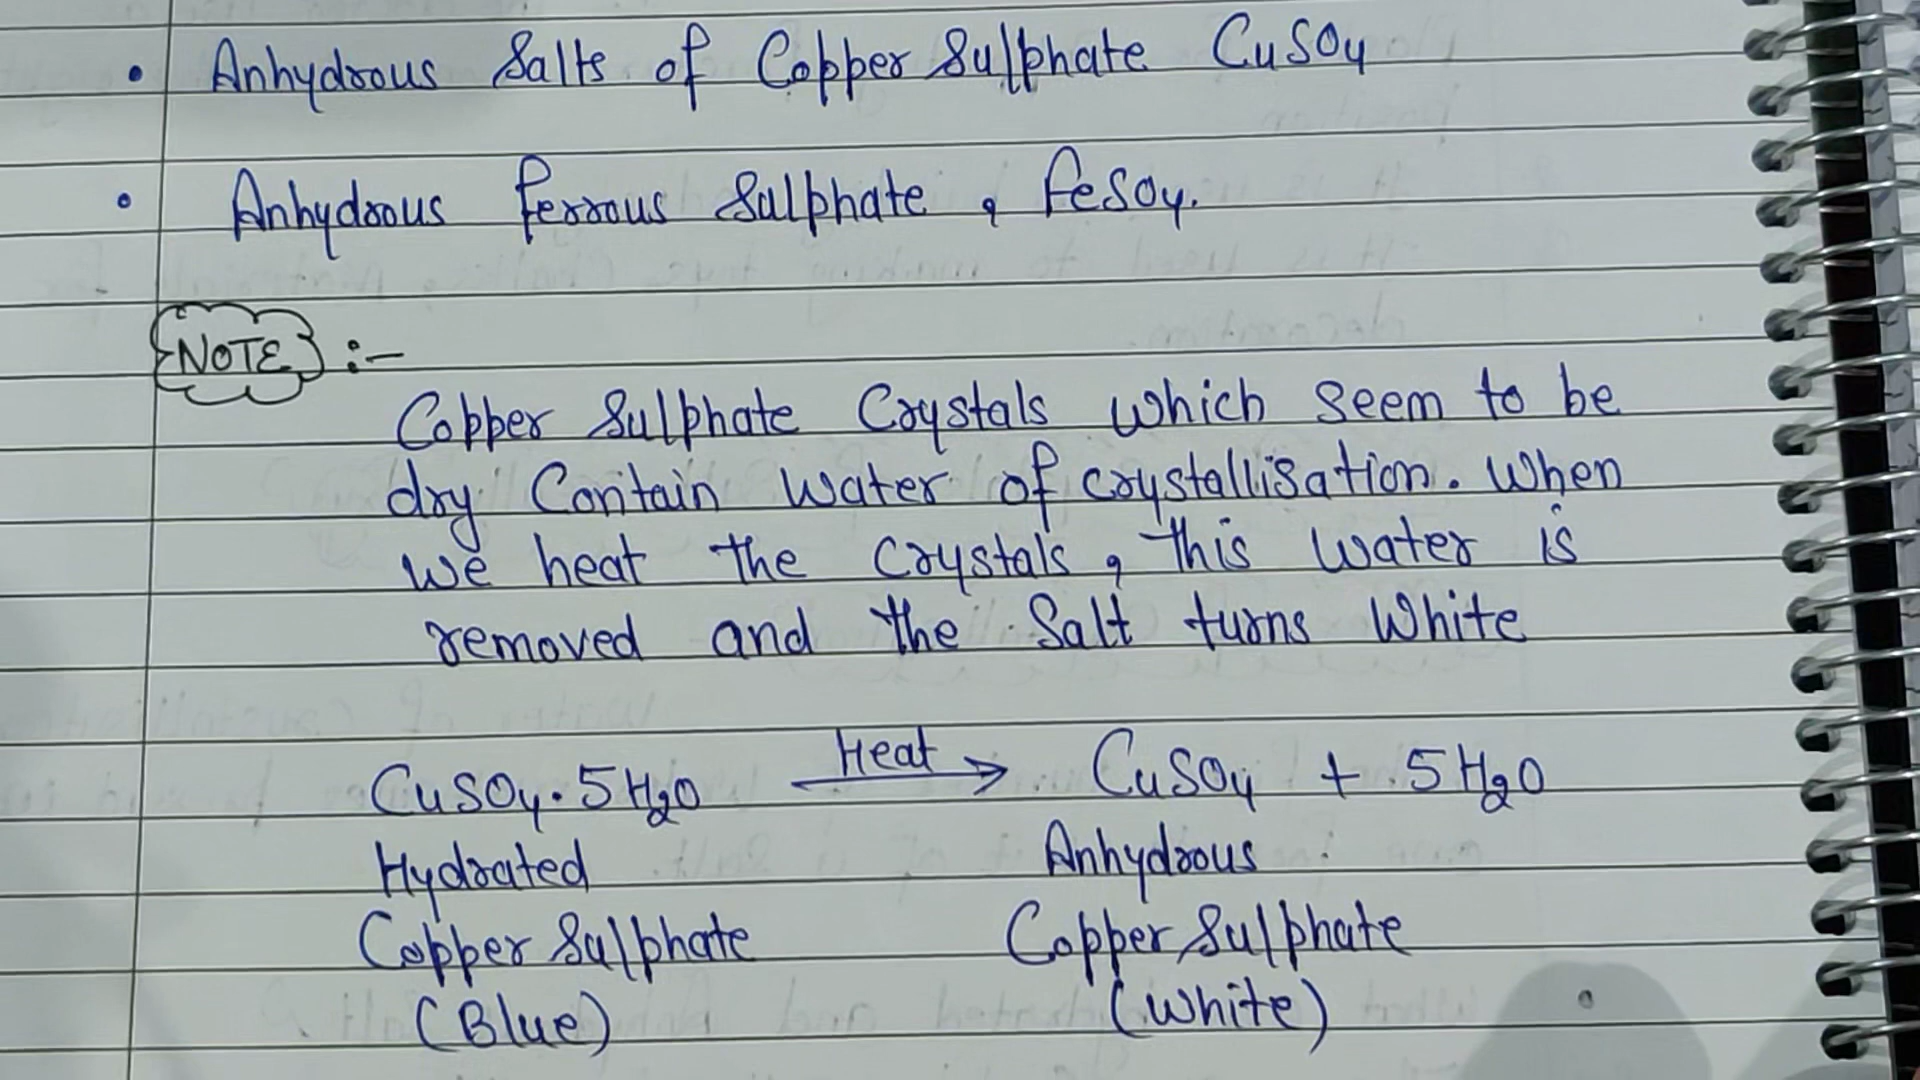 • Anhydrous Salts of Copper Sulphate CuSO4
• Anhydrous ferrous Sulphate, feSO4.
NOTE :-
Copper Sulphate Crystals which seem to be
dry Contain Water of crystallisation. When
we heat the Crystals, this water is
removed and the Salt turns White
CuSO4·5H2O Heat → CuSO4 + 5H2O
Hydrated Anhydrous
Copper Sulphate Copper Sulphate
(Blue) (White)